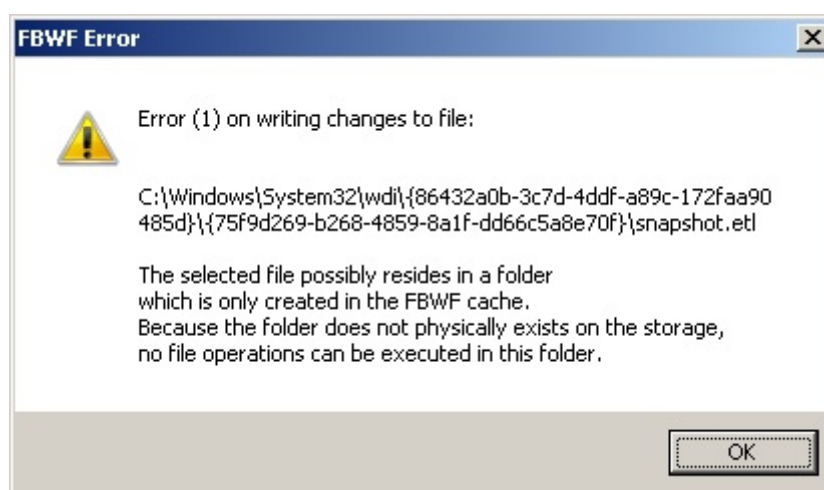 FBWF Error
Error (1) on writing changes to file:
C:\Windows\System32\wdi\{86432a0b-3c7d-4ddf-a89c-172faa90
485d}\{75f9d269-b268-4859-8a1f-dd66c5a8e70f}\snapshot.etl
The selected file possibly resides in a folder
which is only created in the FBWF cache.
Because the folder does not physically exists on the storage,
no file operations can be executed in this folder.
OK